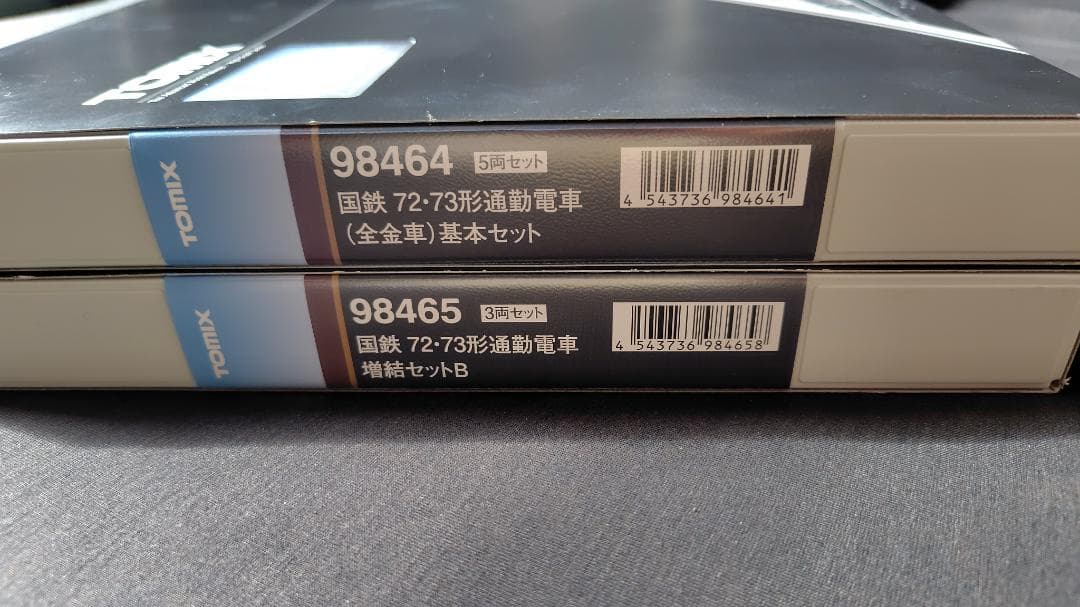 TOMIX
TOMIX
98464 5両セット
国鉄 72・73形通勤電車
(全金車)基本セット
4 543736 984641
TOMIX
98465 3両セット
国鉄 72・73形通勤電車
増結セットB
4 543736 984658